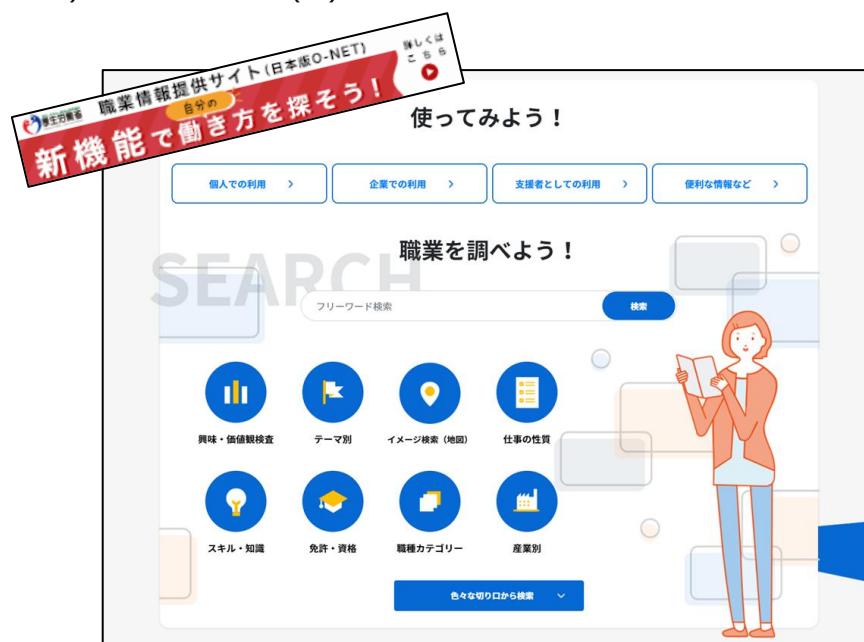 職業情報提供サイト(日本版O-NET)
詳しくは
こちら
厚生労働省
自分の
新機能で働き方を探そう！
使ってみよう！
個人での利用
企業での利用
支援者としての利用
便利な情報など
SEARCH
職業を調べよう！
フリーワード検索
検索
興味・価値観検査
テーマ別
イメージ検索（地図）
仕事の性質
スキル・知識
免許・資格
職種カテゴリー
産業別
色々な切り口から検索